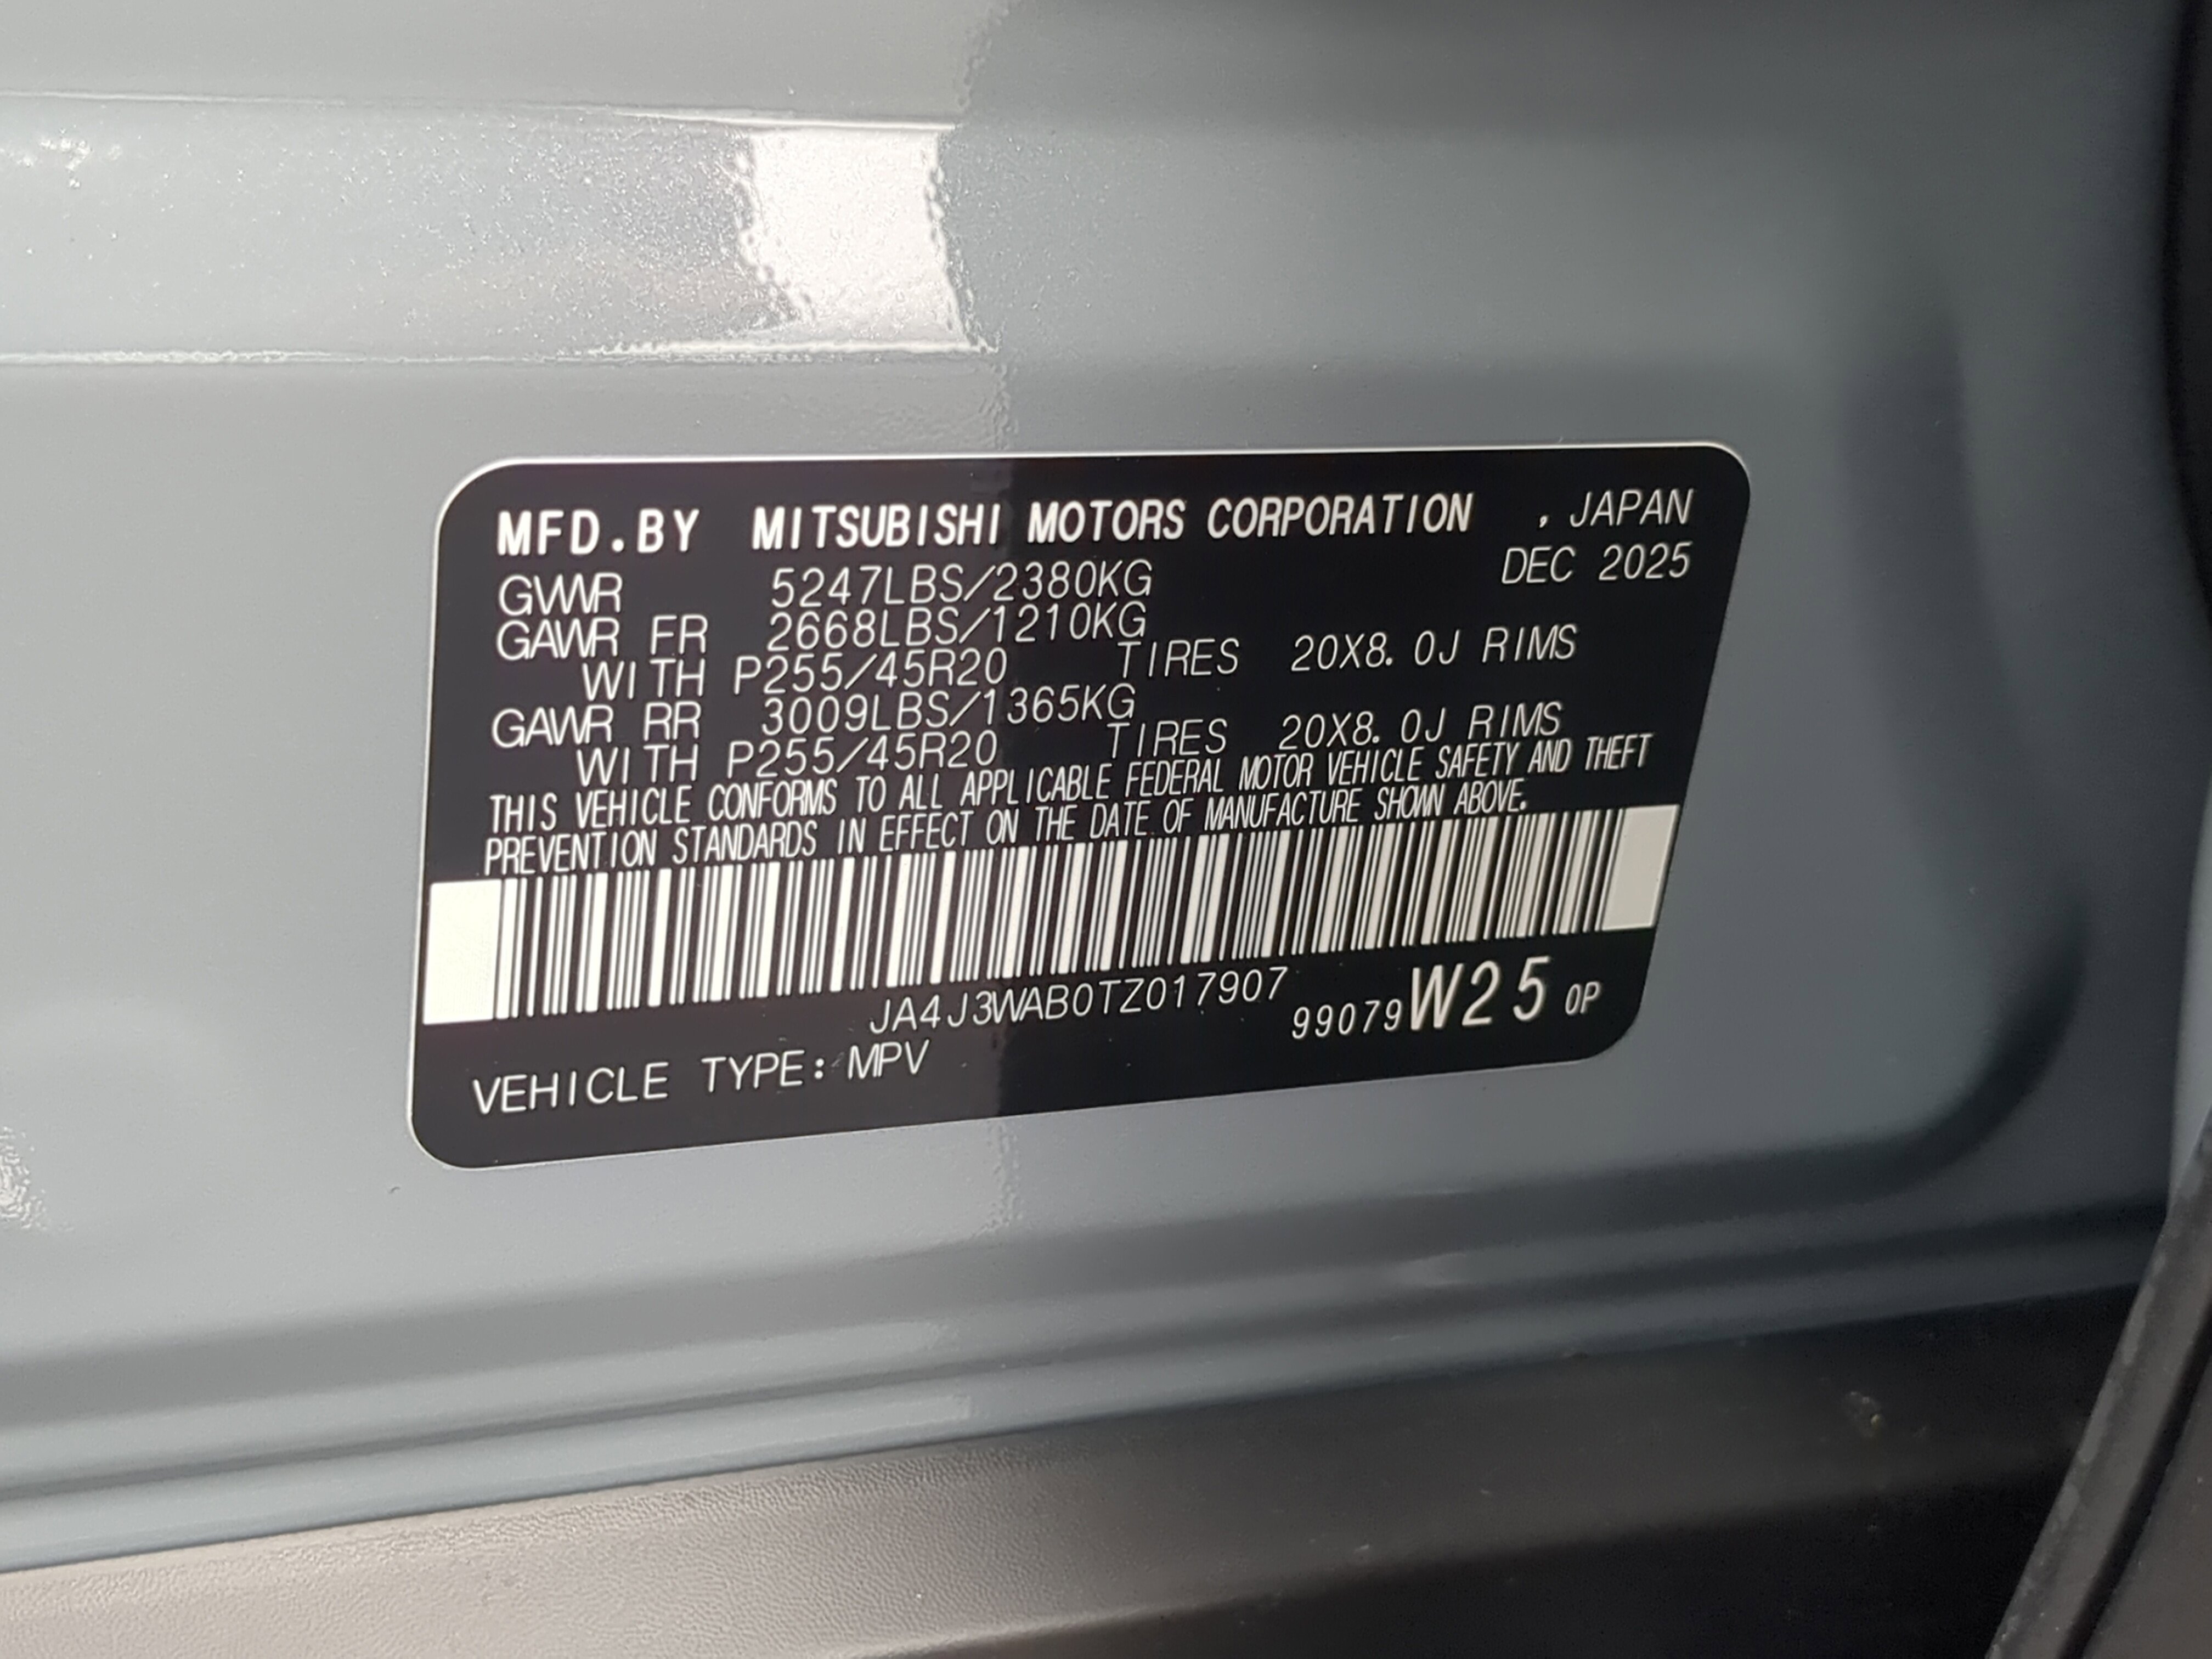 MFD.BY MITSUBISHI MOTORS CORPORATION , JAPAN
DEC 2025
GVWR 5247LBS/2380KG
GAWR FR 2668LBS/1210KG
WITH P255/45R20 TIRES 20X8.0J RIMS
GAWR RR 3009LBS/1365KG
WITH P255/45R20 TIRES 20X8.0J RIMS
THIS VEHICLE CONFORMS TO ALL APPLICABLE FEDERAL MOTOR VEHICLE SAFETY AND THEFT
PREVENTION STANDARDS IN EFFECT ON THE DATE OF MANUFACTURE SHOWN ABOVE.
JA4J3WAB0TZ017907 99079W25 0P
VEHICLE TYPE: MPV